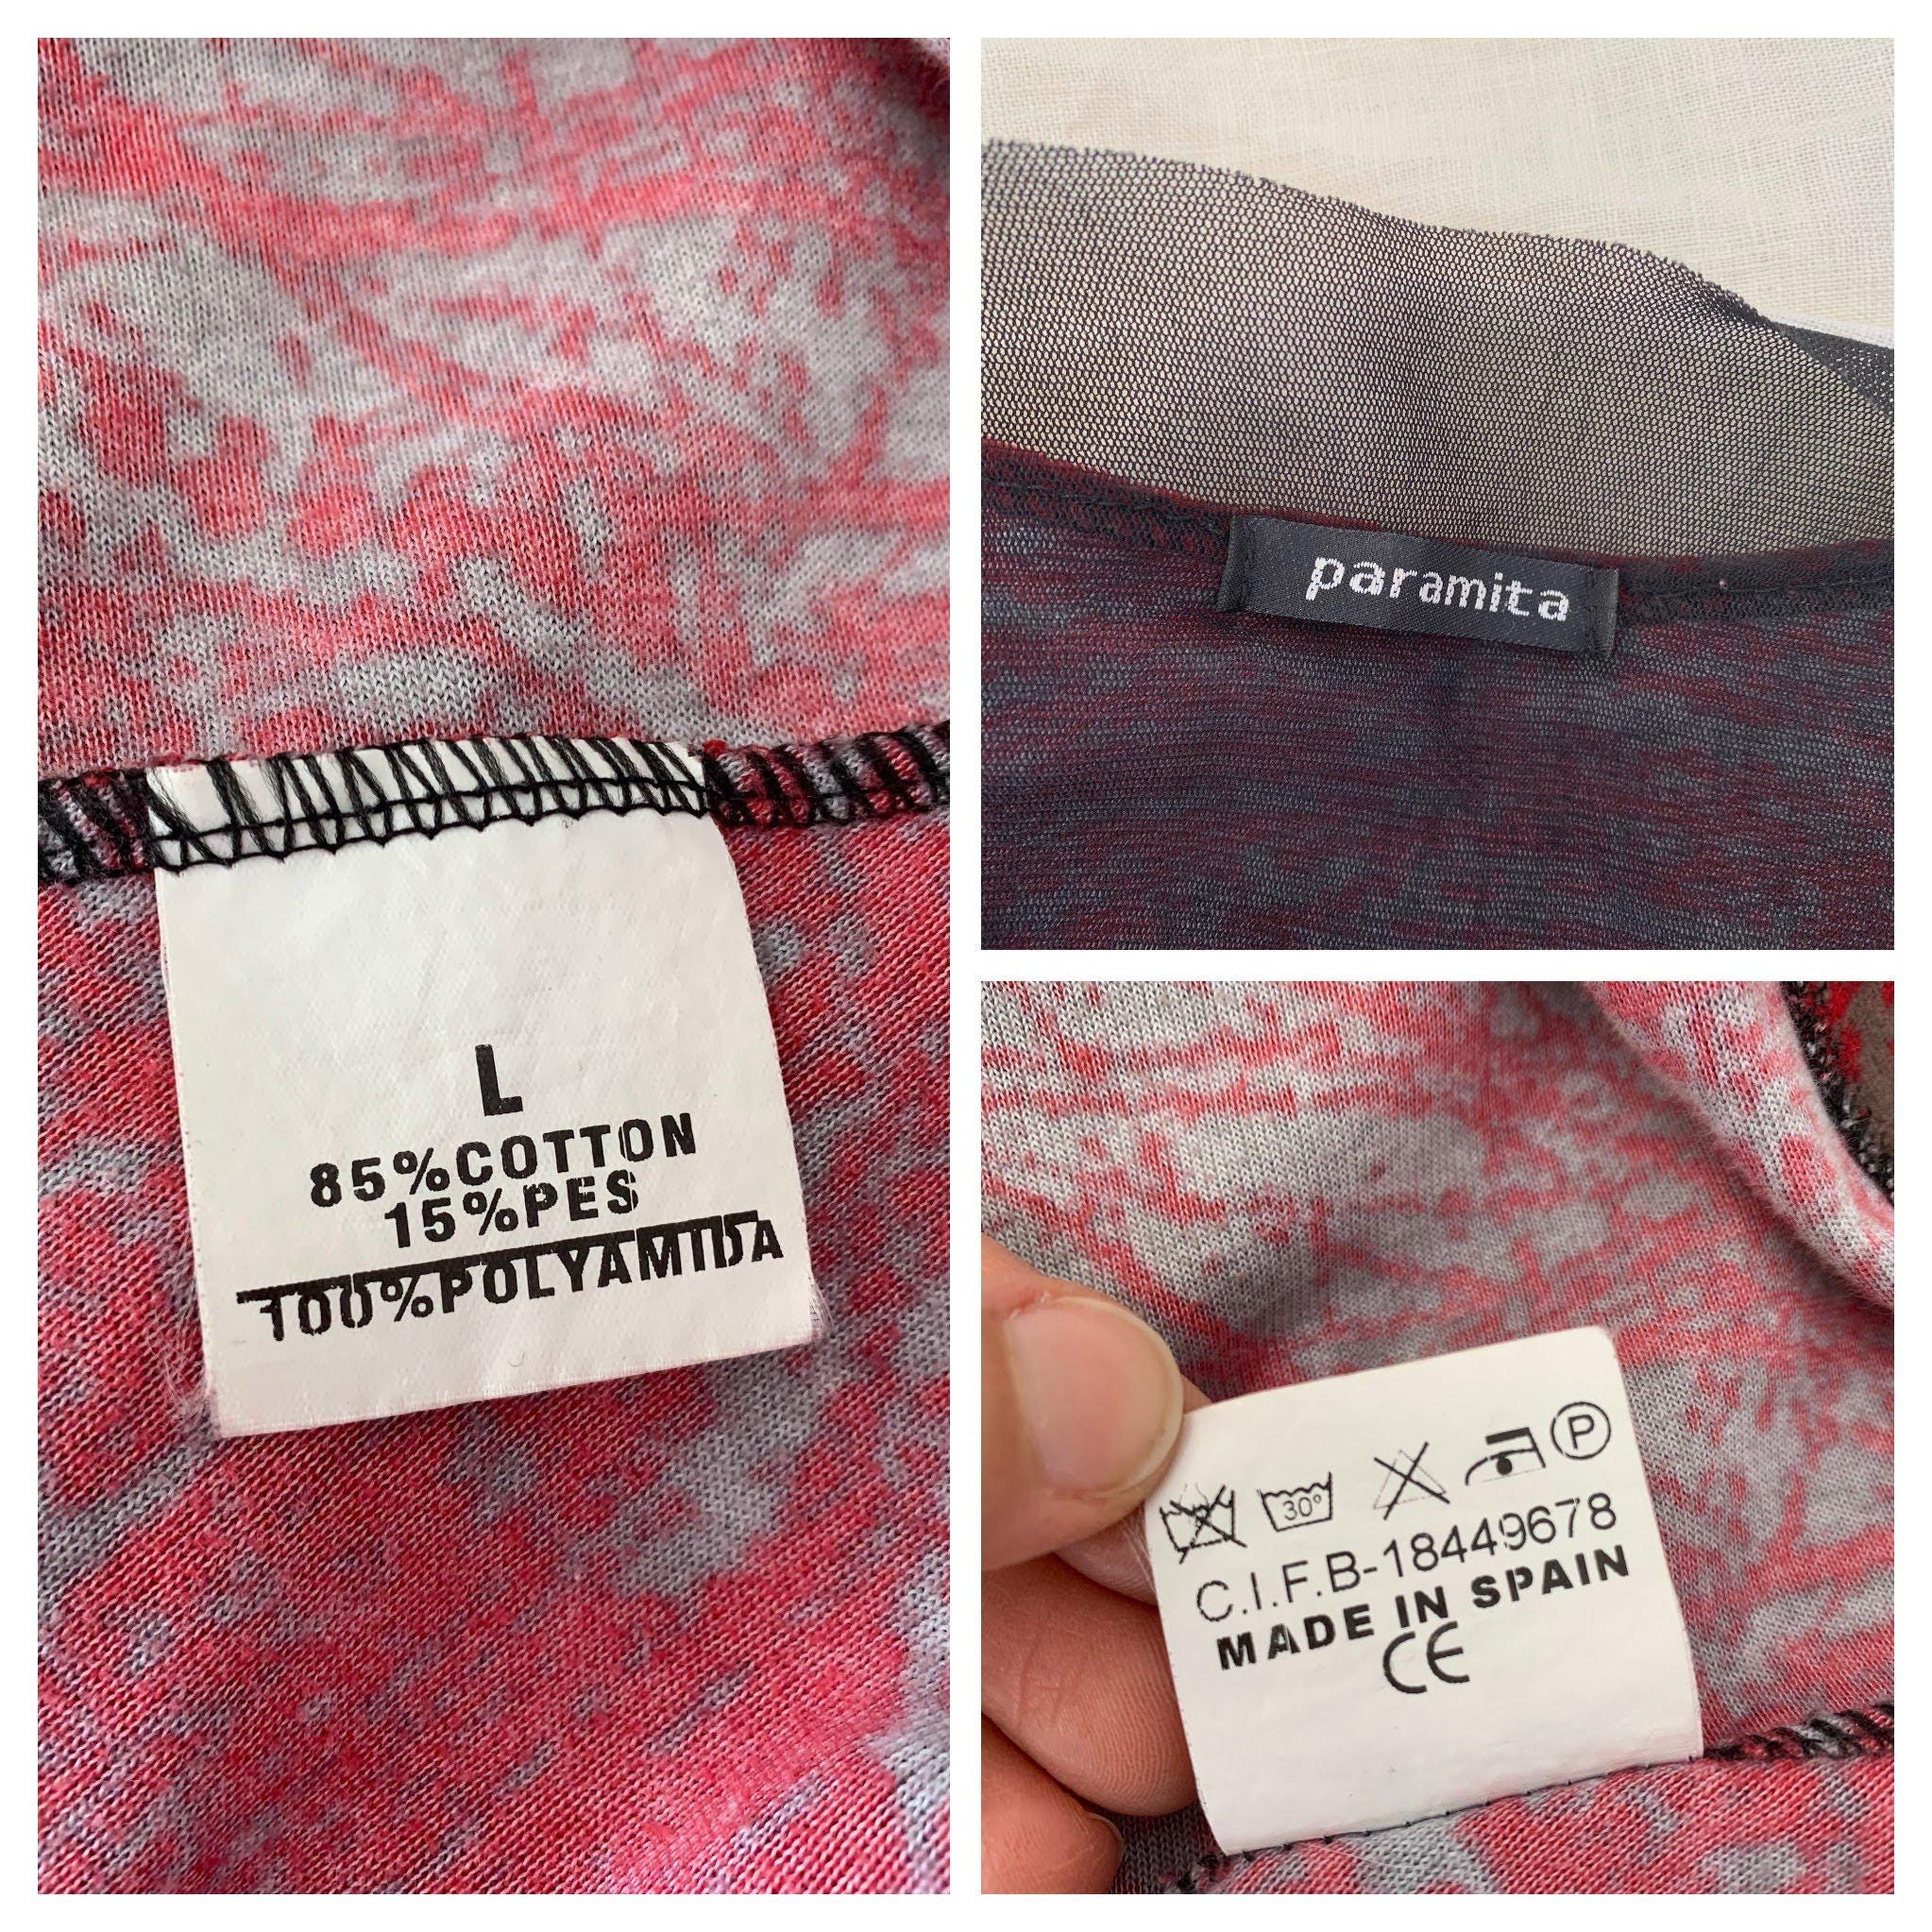 L
85%COTTON
15%PES
100%POLYAMIDA
paramita
30° P
C.I.F.B-18449678
MADE IN SPAIN
CE